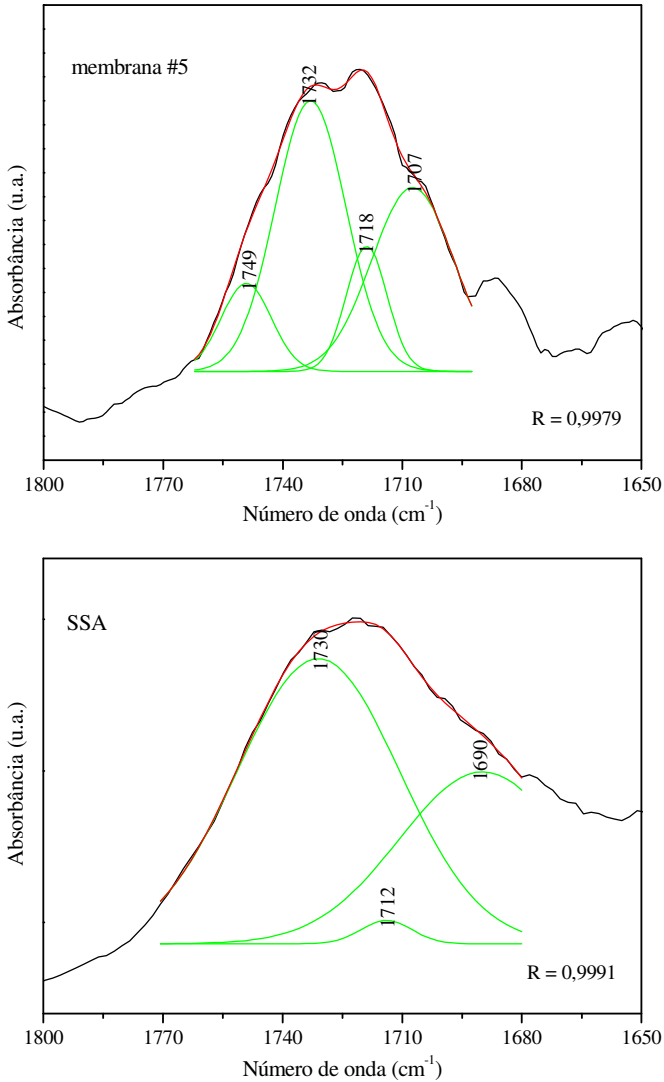 membrana #5
Absorbância (u.a.)
1749
1732
1718
1707
R = 0,9979
1800 1770 1740 1710 1680 1650
Número de onda (cm⁻¹)
SSA
Absorbância (u.a.)
1730
1712
1690
R = 0,9991
1800 1770 1740 1710 1680 1650
Número de onda (cm⁻¹)